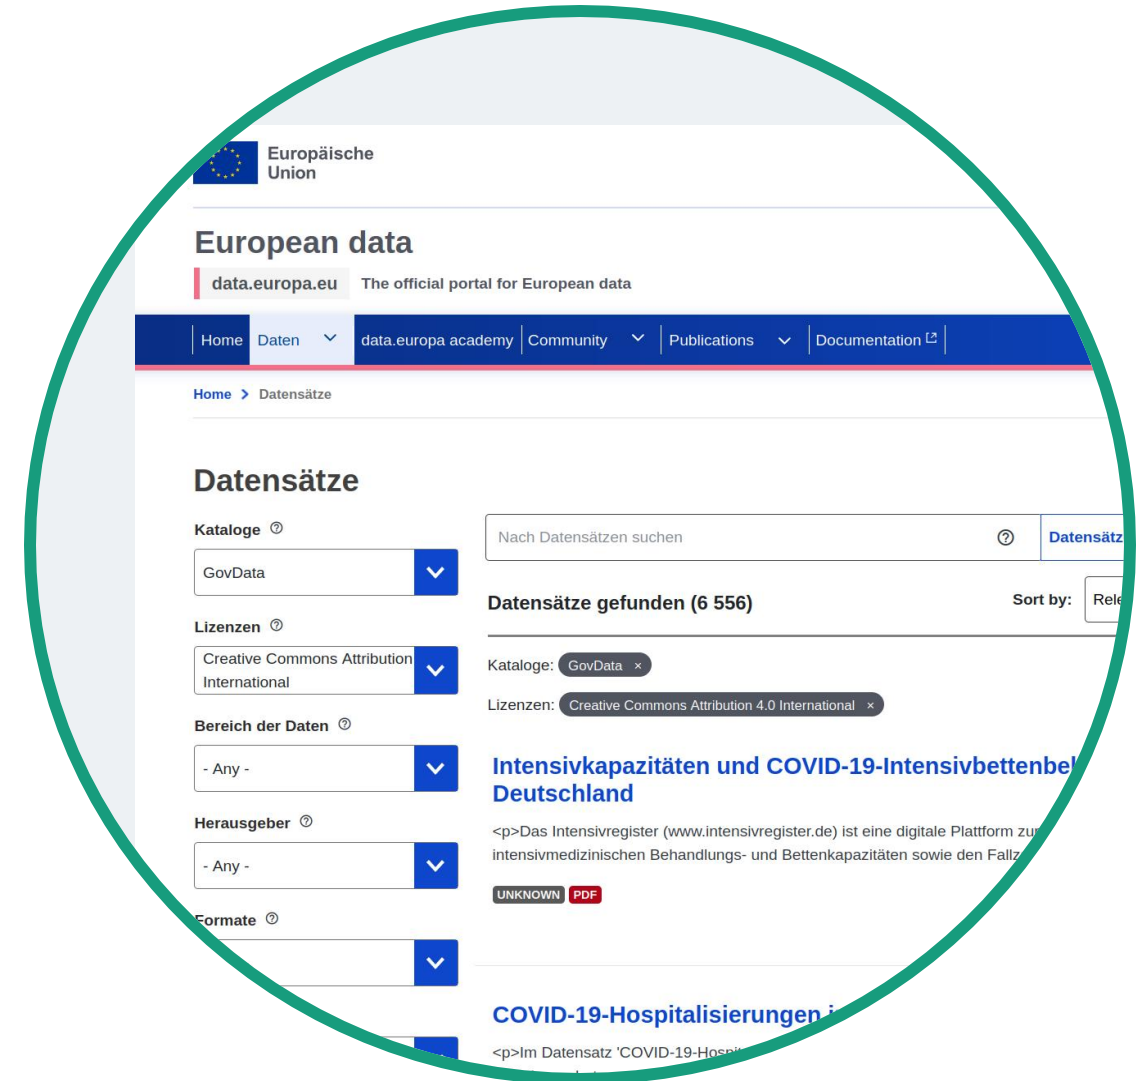 Europäische
Union
European data
data.europa.eu The official portal for European data
Home Daten data.europa academy Community Publications Documentation
Home Datensätze
Datensätze
Kataloge
Nach Datensätzen suchen
GovData
Datensätze gefunden (6 556) Sort by:
Lizenzen
Creative Commons Attribution
International
Kataloge: GovData ×
Lizenzen: Creative Commons Attribution 4.0 International ×
Bereich der Daten
- Any -
Intensivkapazitäten und COVID-19-Intensivbettenbel
Deutschland
Herausgeber
- Any -
<p>Das Intensivregister (www.intensivregister.de) ist eine digitale Plattform zur
intensivmedizinischen Behandlungs- und Bettenkapazitäten sowie den Fallz
UNKNOWN PDF
Formate
COVID-19-Hospitalisierungen
<p>Im Datensatz 'COVID-19-Hospit